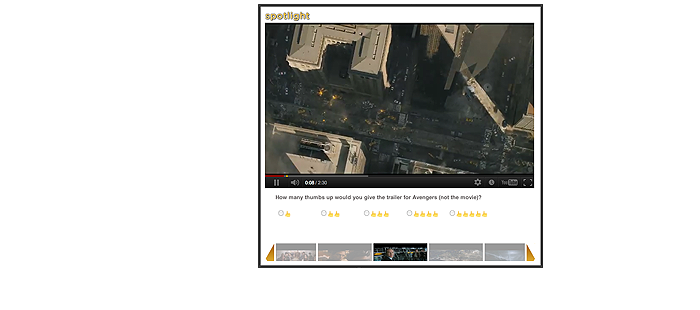 spotlight
0:08 / 2:30
How many thumbs up would you give the trailer for Avengers (not the movie)?